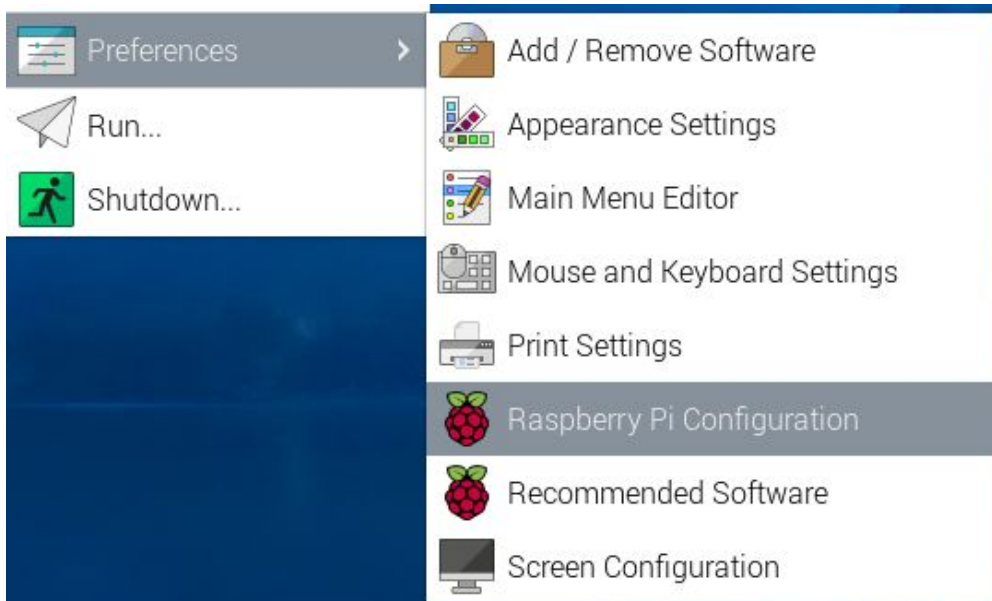 Preferences
Run...
Shutdown...
Add / Remove Software
Appearance Settings
Main Menu Editor
Mouse and Keyboard Settings
Print Settings
Raspberry Pi Configuration
Recommended Software
Screen Configuration